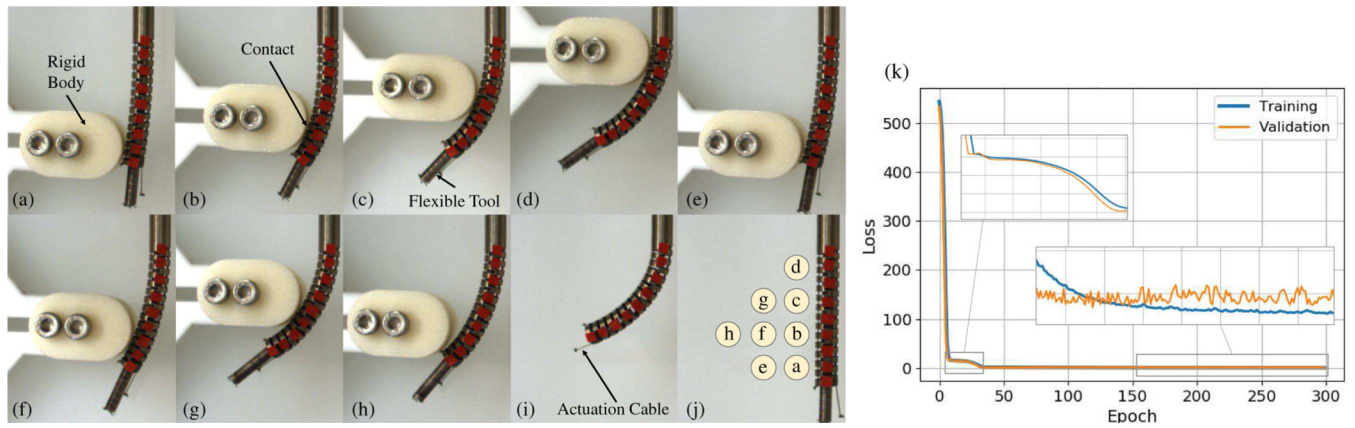 Rigid
Body
(a)
Contact
(b)
(c)
Flexible Tool
(d)
(e)
(f)
(g)
(h)
Actuation Cable
(i)
d
g c
h f b
e a
(j)
(k)
Training
Validation
Loss
500
400
300
200
100
0
0 50 100 150 200 250 300
Epoch